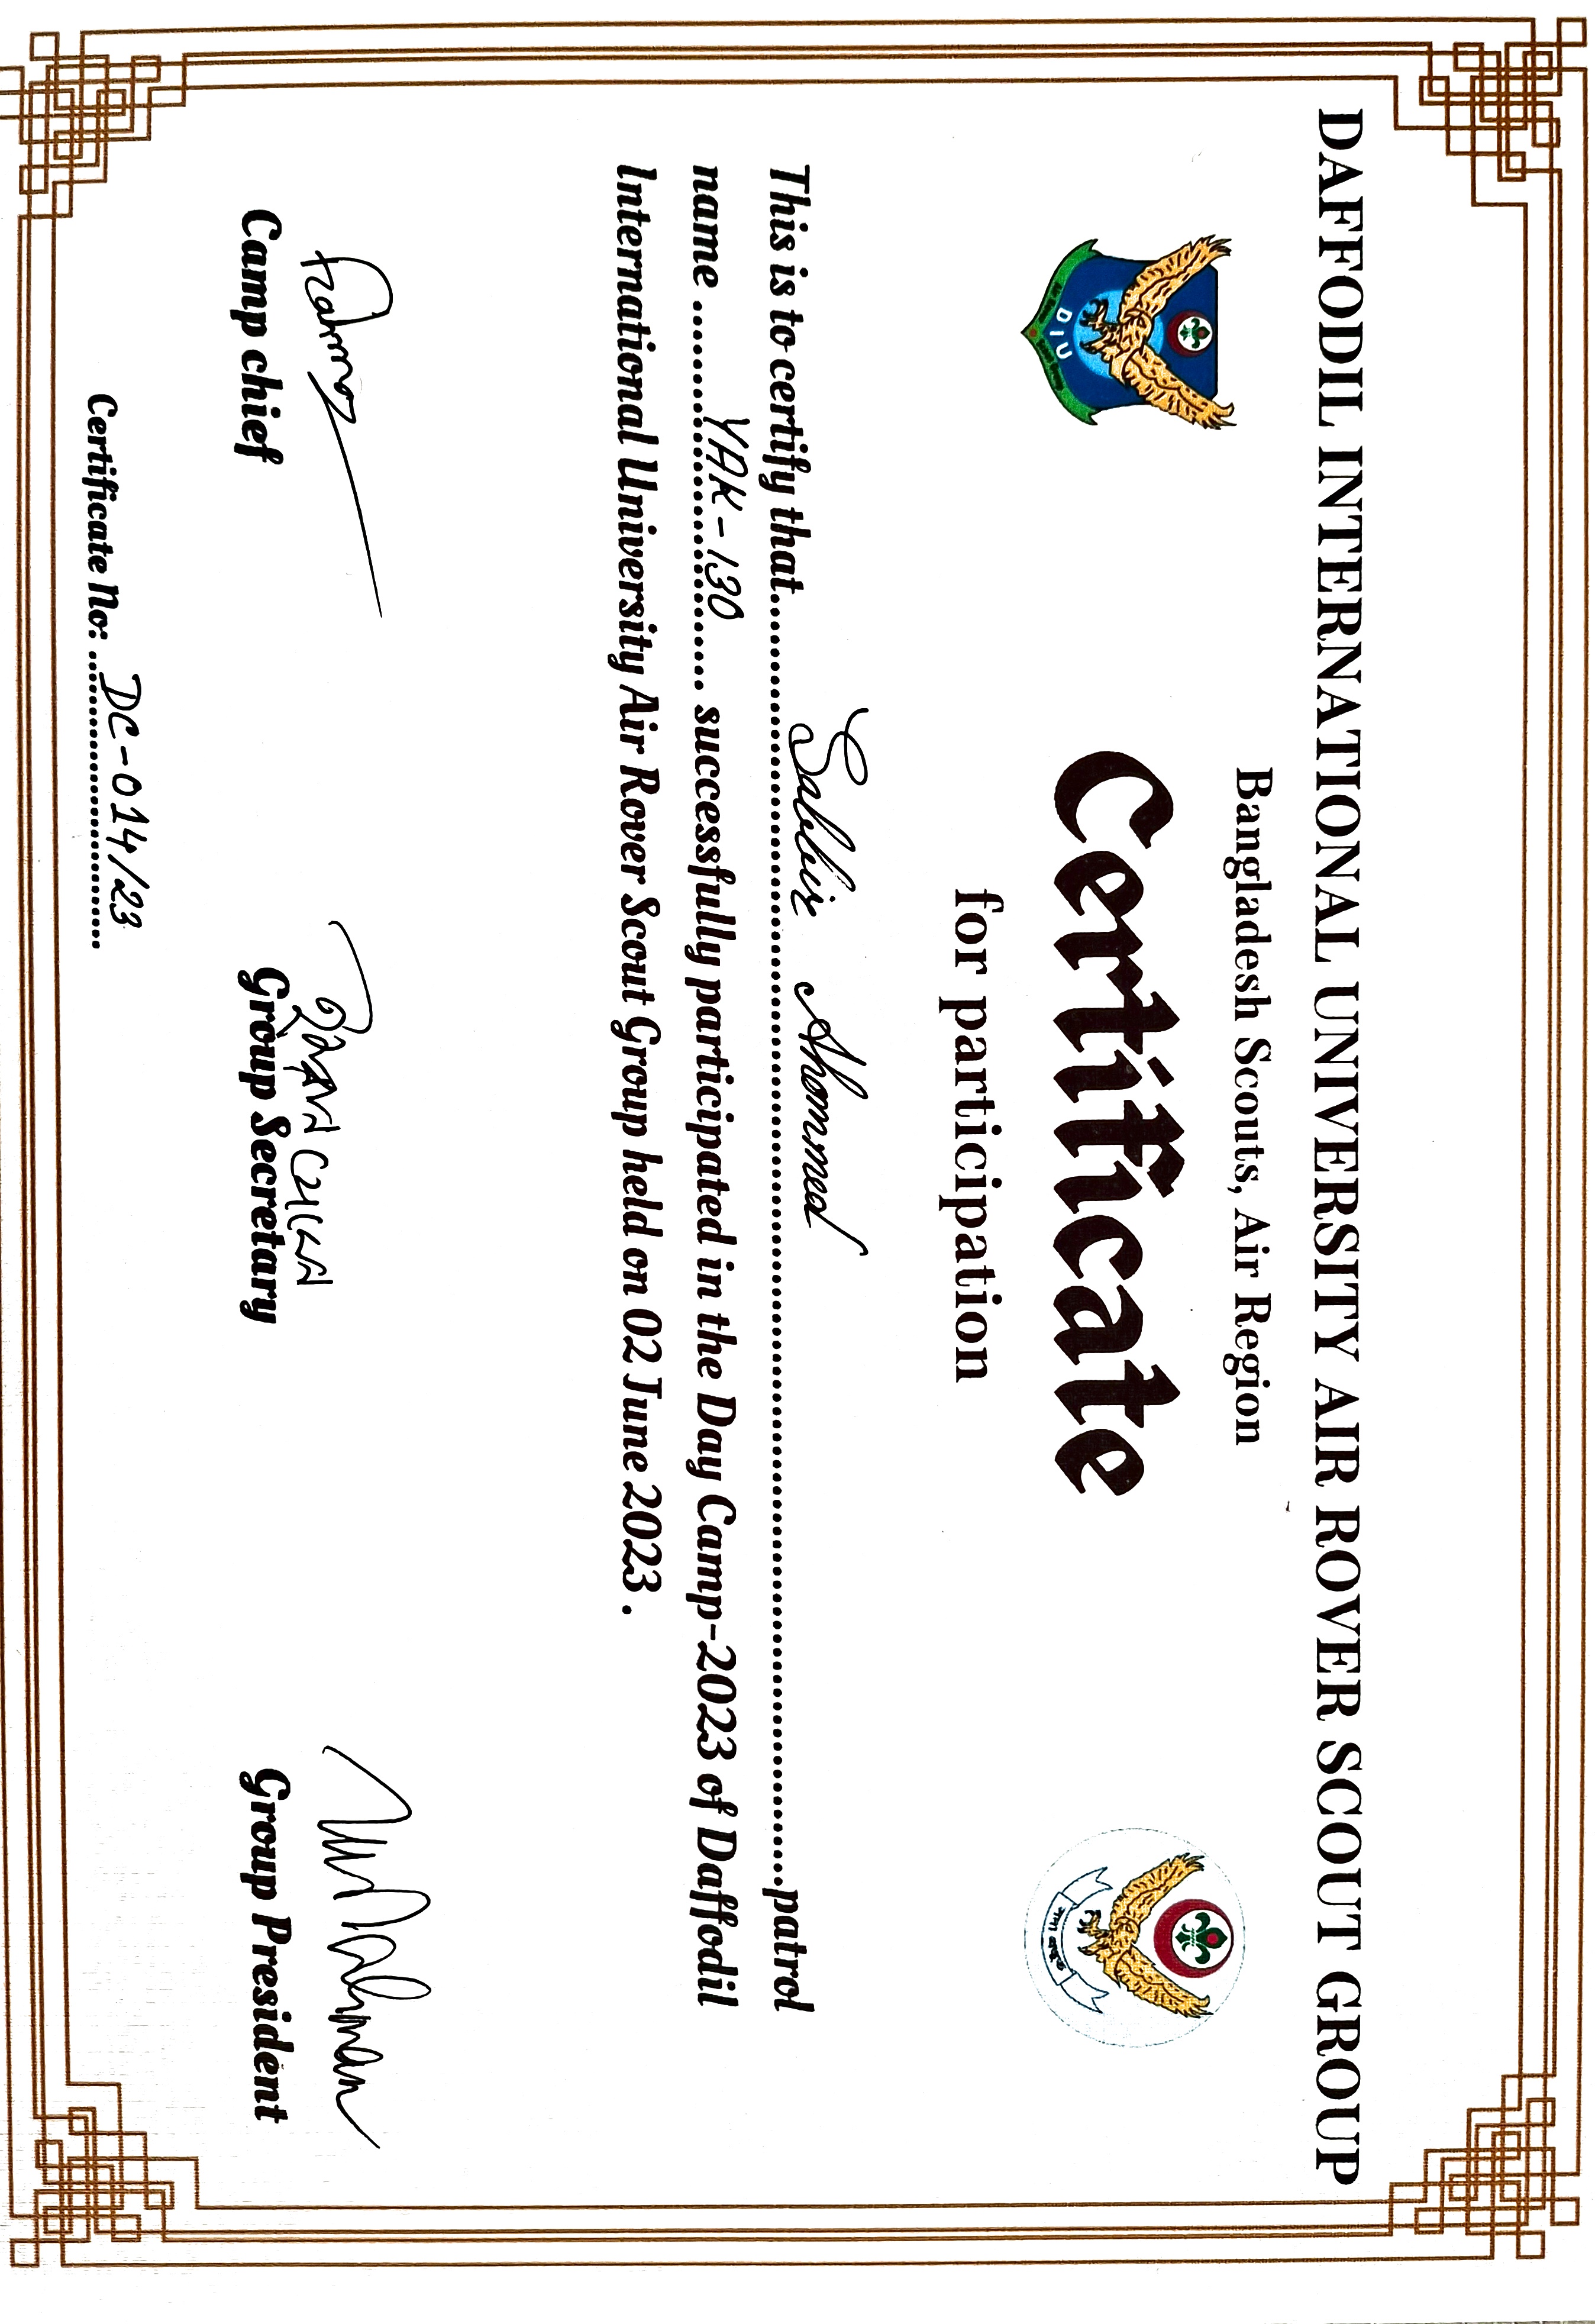 DAFFODIL INTERNATIONAL UNIVERSITY AIR ROVER SCOUT GROUP
Bangladesh Scouts, Air Region
Certificate
for participation
DIU
This is to certify that..........Sabbir Ahommed..........patrol
name ..........YAK-130.......... successfully participated in the Day Camp-2023 of Daffodil
International University Air Rover Scout Group held on 02 June 2023 .
Camp chief
Group Secretary
Group President
Certificate No: ..........DC-014/23..........